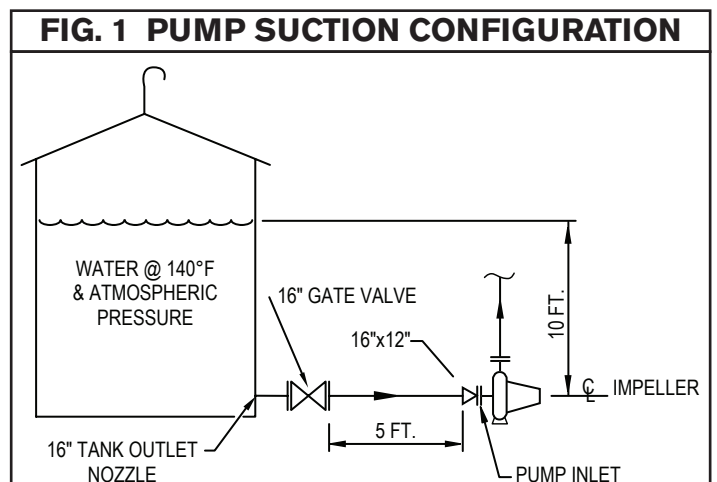 FIG. 1 PUMP SUCTION CONFIGURATION
WATER @ 140°F
& ATMOSPHERIC
PRESSURE
16" GATE VALVE
16"x12"
10 FT.
℄ IMPELLER
5 FT.
16" TANK OUTLET
NOZZLE
PUMP INLET